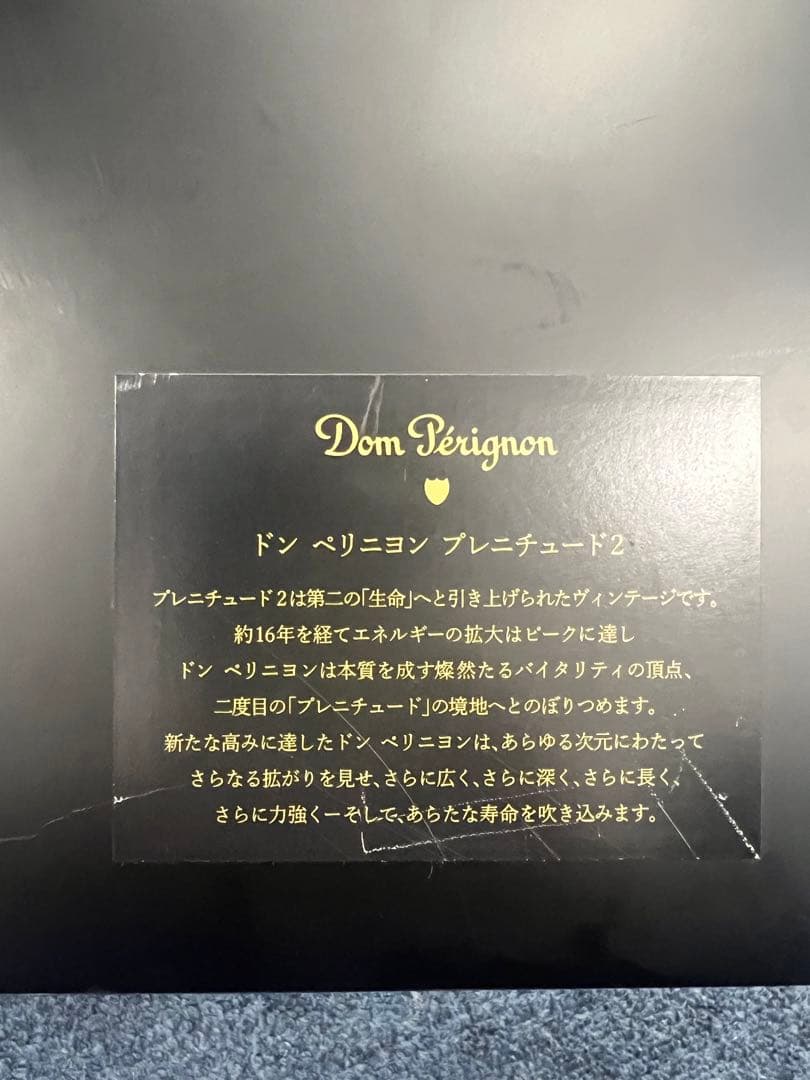 Dom Pérignon
ドン ペリニヨン プレニチュード2
プレニチュード2は第二の「生命」へと引き上げられたヴィンテージです。
約16年を経てエネルギーの拡大はピークに達し
ドン ペリニヨンは本質を成す燦然たるバイタリティの頂点、
二度目の「プレニチュード」の境地へとのぼりつめます。
新たな高みに達したドン ペリニヨンは、あらゆる次元にわたって
さらなる拡がりを見せ、さらに広く、さらに深く、さらに長く、
さらに力強くーそして、あらたな寿命を吹き込みます。